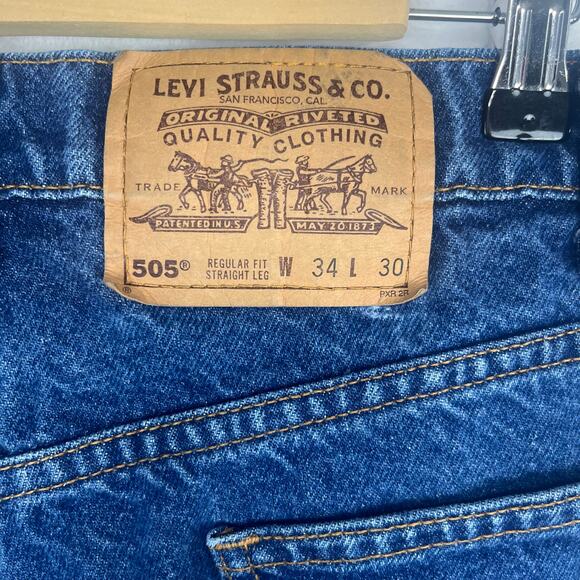 LEVI STRAUSS & CO.
SAN FRANCISCO, CAL.
ORIGINAL RIVETED
QUALITY CLOTHING
TRADE MARK
PATENTED IN U.S. MAY 20 1873
505® REGULAR FIT STRAIGHT LEG W 34 L 30
® PXR 2R